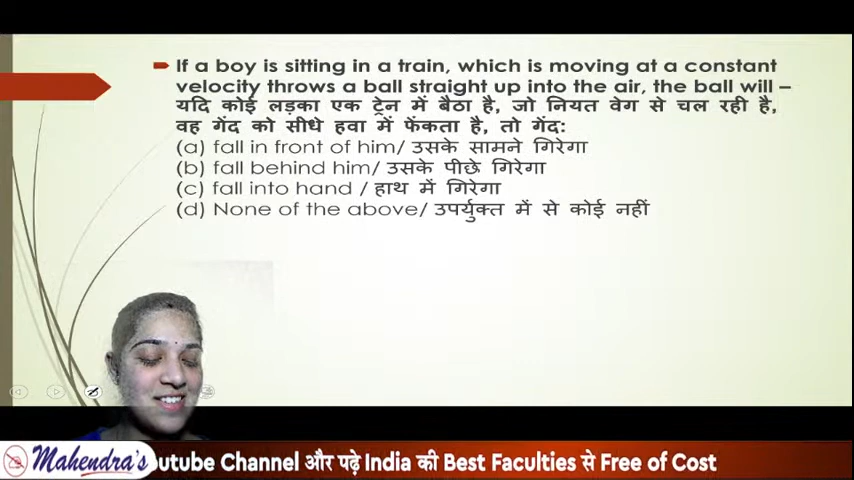 If a boy is sitting in a train, which is moving at a constant
velocity throws a ball straight up into the air, the ball will –
यदि कोई लड़का एक ट्रेन में बैठा है, जो नियत वेग से चल रही है,
वह गेंद को सीधे हवा में फेंकता है, तो गेंद:
(a) fall in front of him/ उसके सामने गिरेगा
(b) fall behind him/ उसके पीछे गिरेगा
(c) fall into hand / हाथ में गिरेगा
(d) None of the above/ उपर्युक्त में से कोई नहीं
Mahendra's outube Channel और पढ़े India की Best Faculties से Free of Cost